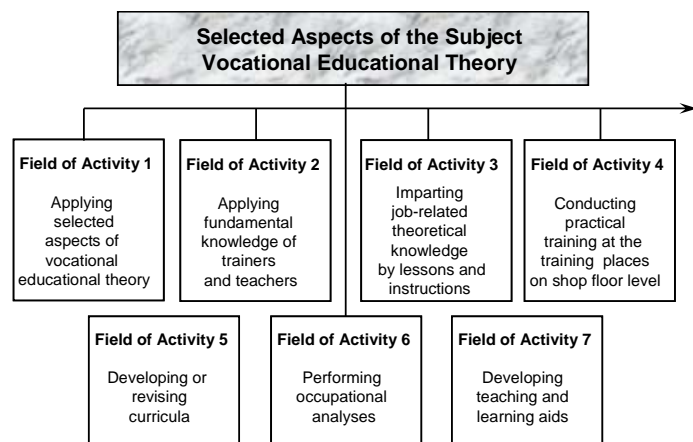 Selected Aspects of the Subject
Vocational Educational Theory
Field of Activity 1
Applying
selected
aspects of
vocational
educational theory
Field of Activity 2
Applying
fundamental
knowledge of
trainers
and teachers
Field of Activity 3
Imparting
job-related
theoretical
knowledge
by lessons and
instructions
Field of Activity 4
Conducting
practical
training at the
training places
on shop floor level
Field of Activity 5
Developing or
revising
curricula
Field of Activity 6
Performing
occupational
analyses
Field of Activity 7
Developing
teaching and
learning aids